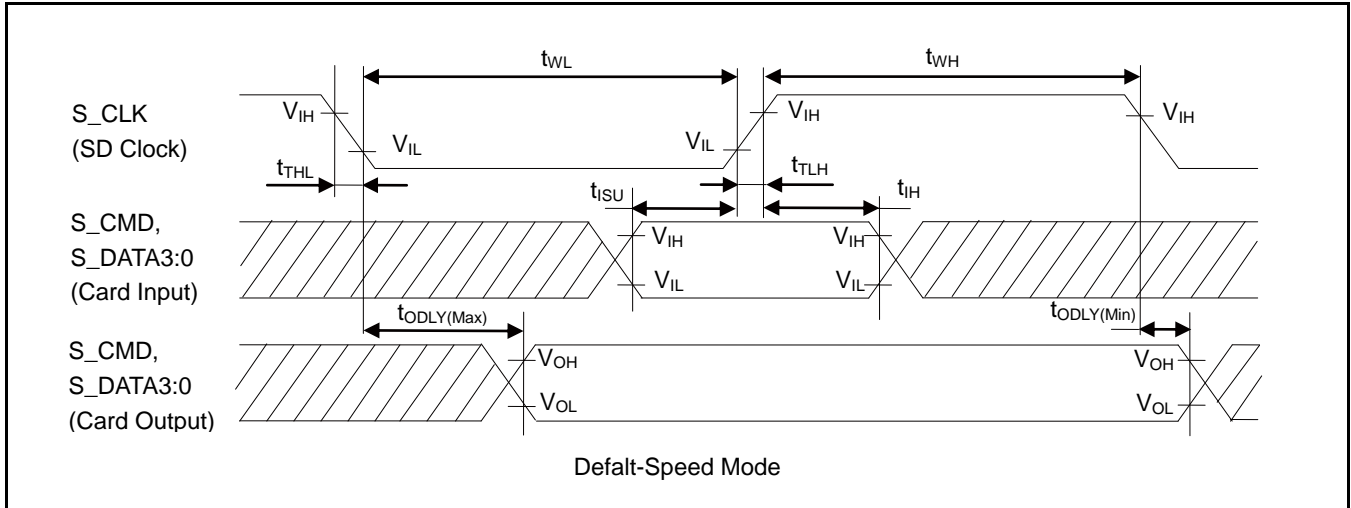 tWL
tWH
S_CLK
(SD Clock)
VIH
VIL
VIL
VIH
VIH
tTHL
tTLH
tISU
tIH
S_CMD,
S_DATA3:0
(Card Input)
VIH
VIL
VIH
VIL
tODLY(Max)
tODLY(Min)
S_CMD,
S_DATA3:0
(Card Output)
VOH
VOL
VOH
VOL
Defalt-Speed Mode